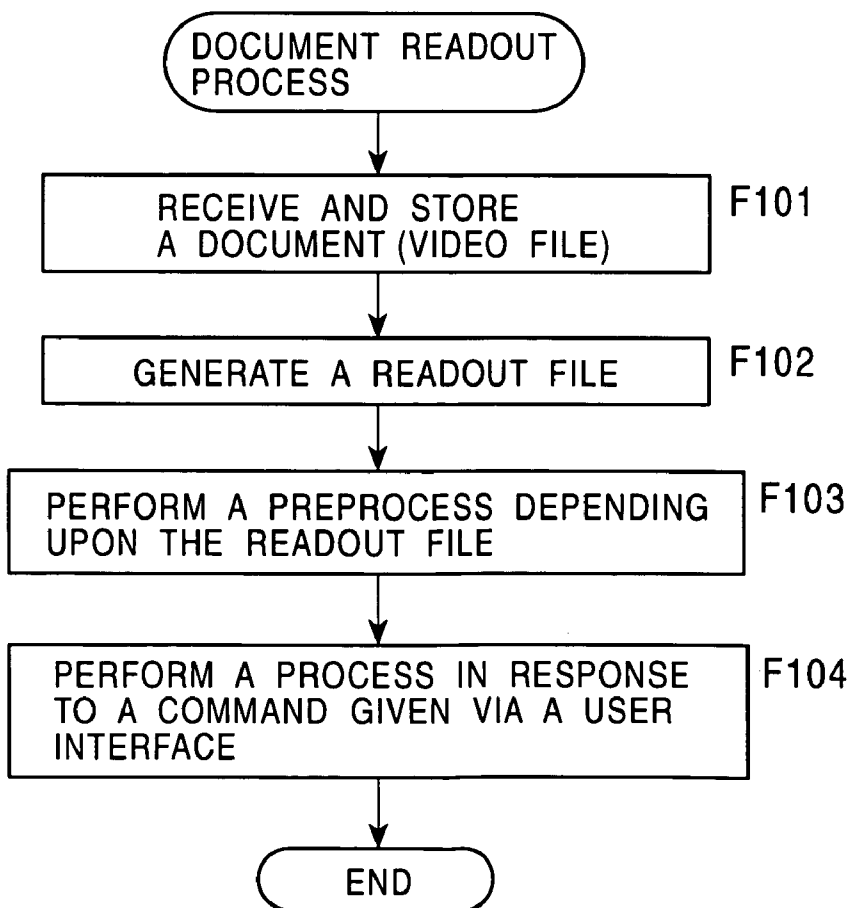 DOCUMENT READOUT
PROCESS
F101
RECEIVE AND STORE
A DOCUMENT (VIDEO FILE)
F102
GENERATE A READOUT FILE
F103
PERFORM A PREPROCESS DEPENDING
UPON THE READOUT FILE
F104
PERFORM A PROCESS IN RESPONSE
TO A COMMAND GIVEN VIA A USER
INTERFACE
END